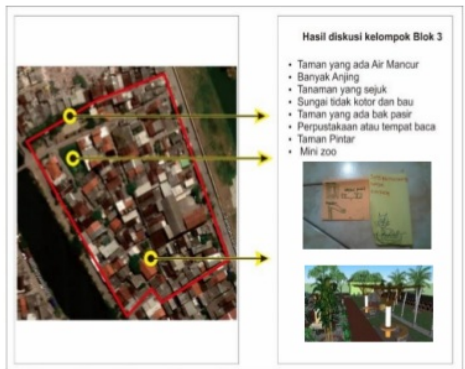 Hasil diskusi kelompok Blok 3
• Taman yang ada Air Mancur
• Banyak Anjing
• Tanaman yang sejuk
• Sungai tidak kotor dan bau
• Taman yang ada bak pasir
• Perpustakaan atau tempat baca
• Taman Pintar
• Mini zoo